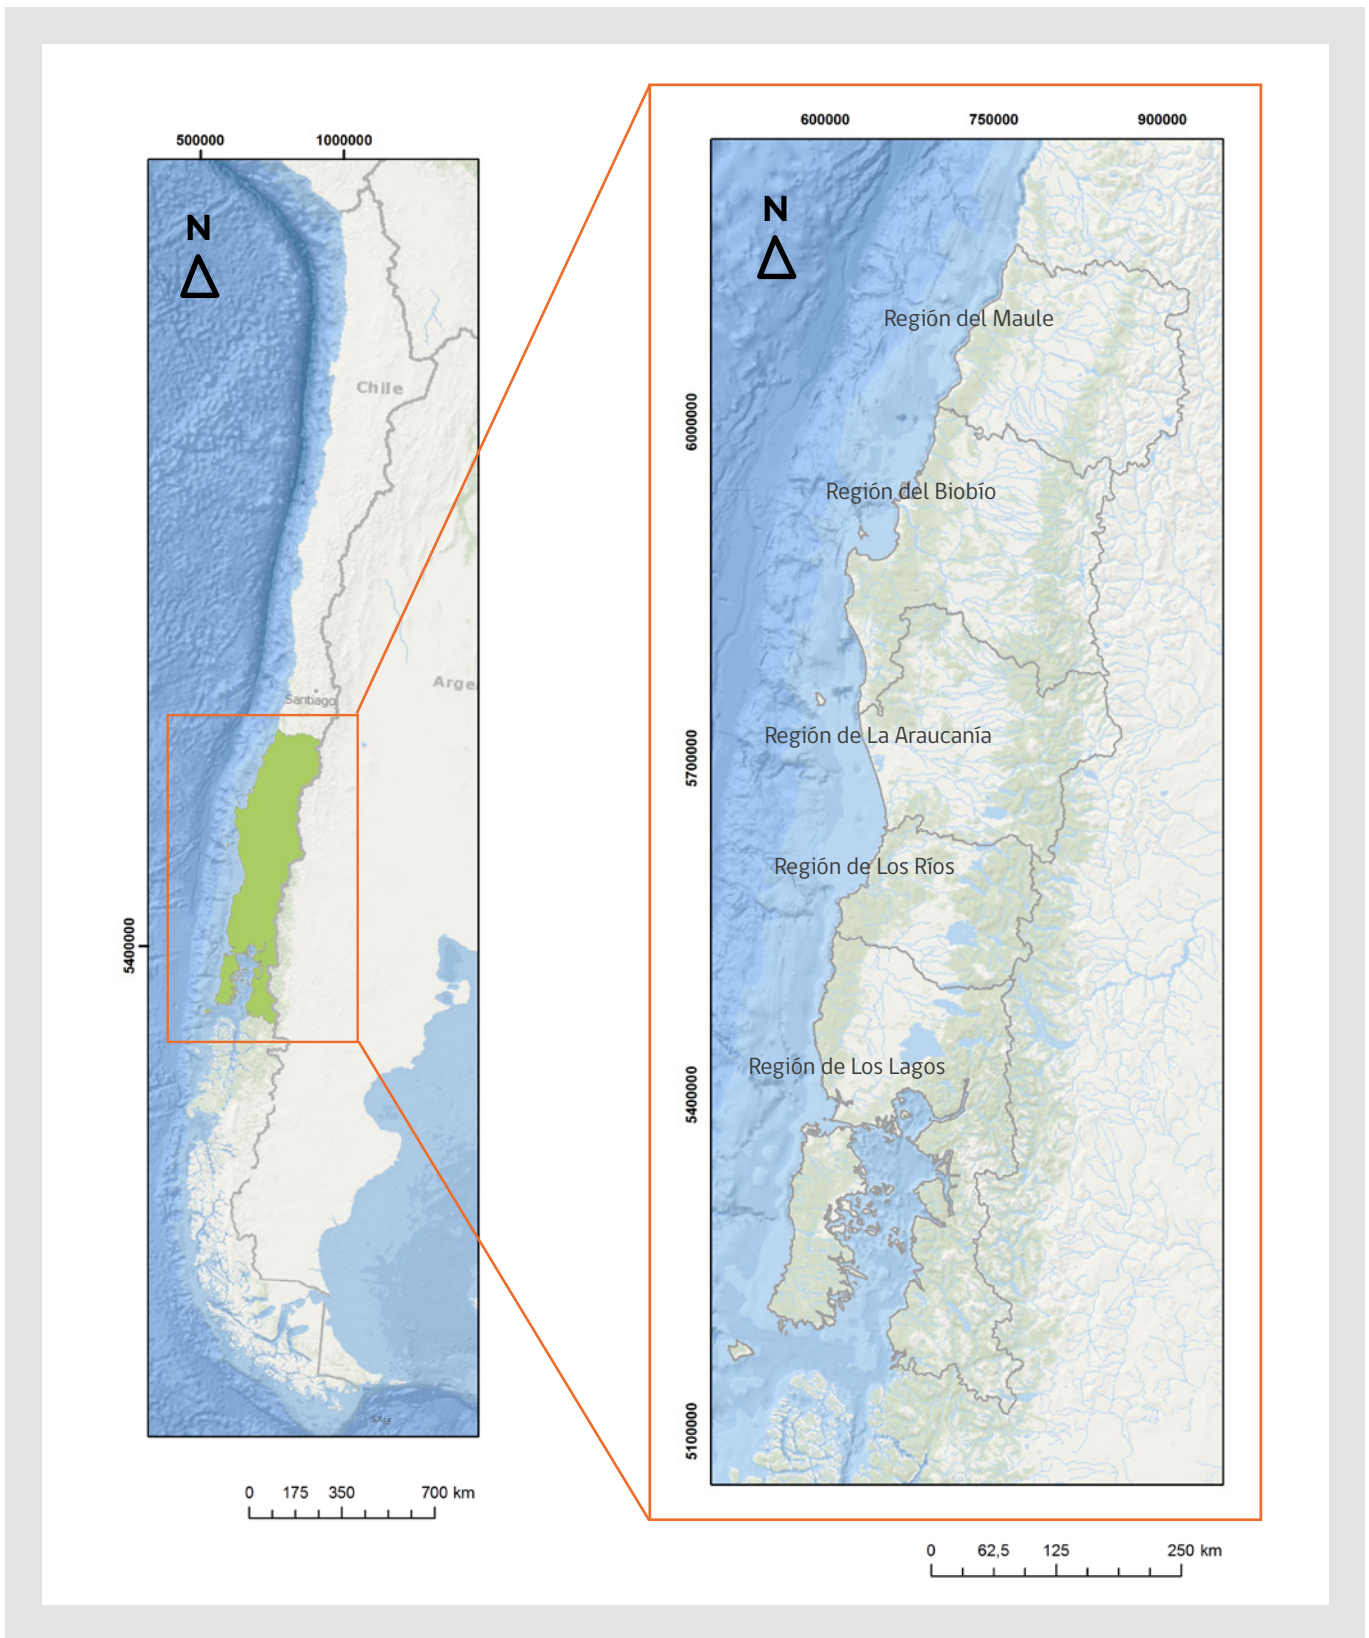 500000 1000000
N
Chile
Arge
Santiago
5400000
0 175 350 700 km
600000 750000 900000
N
Región del Maule
6000000
Región del Biobío
Región de La Araucanía
5700000
Región de Los Ríos
Región de Los Lagos
5400000
5100000
0 62,5 125 250 km